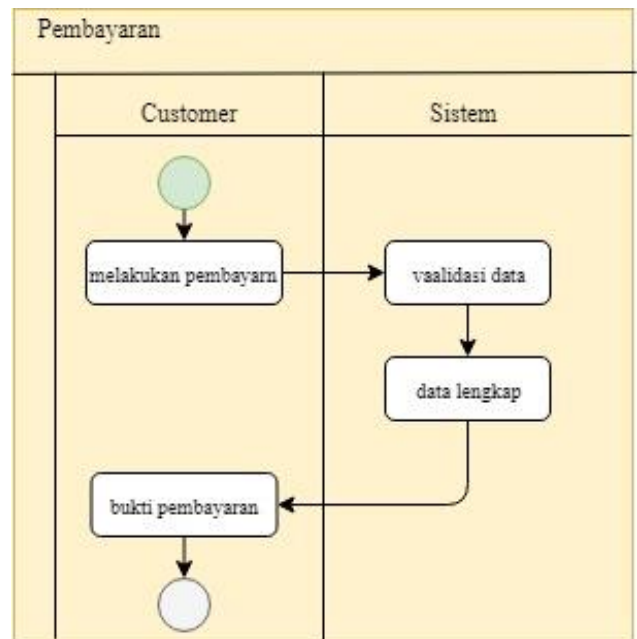 Pembayaran
Customer
Sistem
melakukan pembayarn
vaalidasi data
data lengkap
bukti pembayaran